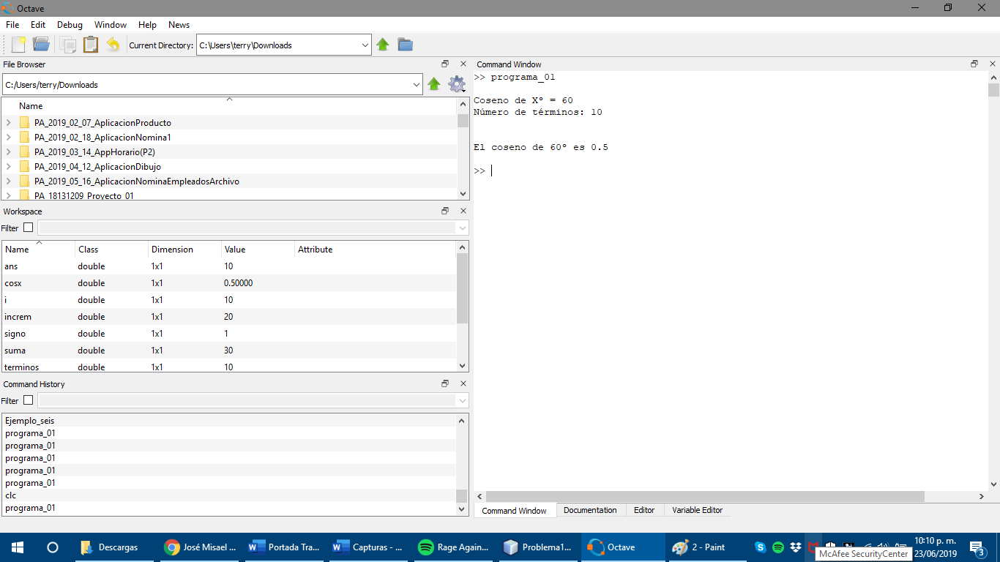 Octave
File Edit Debug Window Help News
Current Directory: C:\Users\terry\Downloads
File Browser
C:/Users/terry/Downloads
Name
PA_2019_02_07_AplicacionProducto
PA_2019_02_18_AplicacionNomina1
PA_2019_03_14_AppHorario(P2)
PA_2019_04_12_AplicacionDibujo
PA_2019_05_16_AplicacionNominaEmpleadosArchivo
PA_18131209_Proyecto_01
Workspace
Filter
Name Class Dimension Value Attribute
ans double 1x1 10
cosx double 1x1 0.50000
i double 1x1 10
increm double 1x1 20
signo double 1x1 1
suma double 1x1 30
terminos double 1x1 10
Command History
Filter
Ejemplo_seis
programa_01
programa_01
programa_01
programa_01
programa_01
clc
programa_01
Command Window
>> programa_01
Coseno de X° = 60
Número de términos: 10
El coseno de 60° es 0.5
>>
Command Window Documentation Editor Variable Editor
Descargas José Misael ... Portada Tra... Capturas - ... Rage Again... Problema1... Octave 2 - Paint
10:10 p. m.
23/06/2019
3
McAfee SecurityCenter